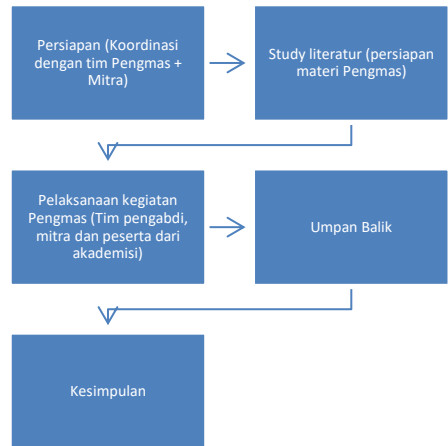 Persiapan (Koordinasi
dengan tim Pengmas +
Mitra)
Study literatur (persiapan
materi Pengmas)
Pelaksanaan kegiatan
Pengmas (Tim pengabdi,
mitra dan peserta dari
akademisi)
Umpan Balik
Kesimpulan